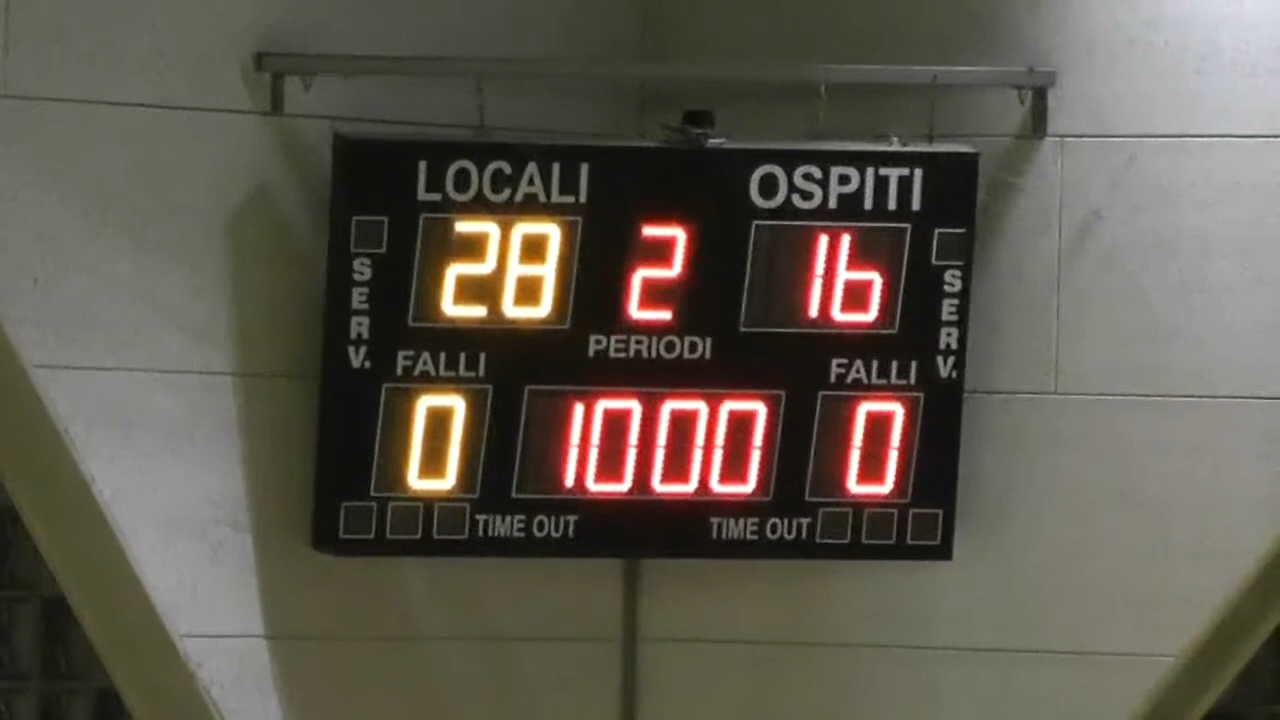 LOCALI OSPITI
28 2 16
SERV. SERV.
PERIODI
FALLI FALLI
0 1000 0
TIME OUT TIME OUT